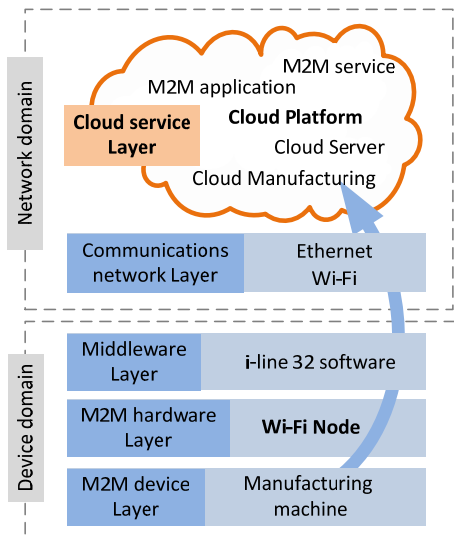 Network domain
M2M service
M2M application
Cloud service
Layer
Cloud Platform
Cloud Server
Cloud Manufacturing
Communications
network Layer
Ethernet
Wi-Fi
Device domain
Middleware
Layer
i-line 32 software
M2M hardware
Layer
Wi-Fi Node
M2M device
Layer
Manufacturing
machine